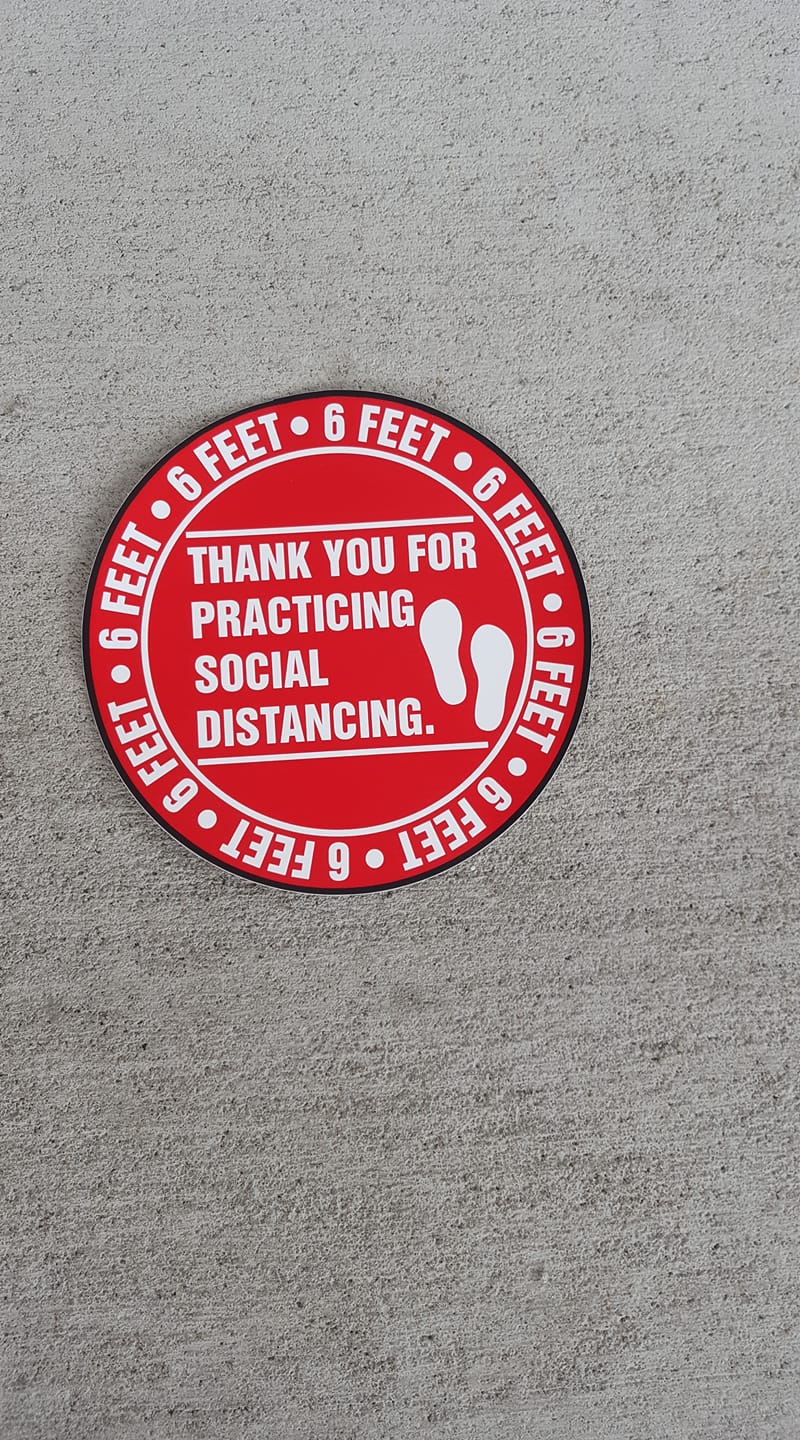 6 FEET • 6 FEET • 6 FEET • 6 FEET • 6 FEET • 6 FEET • 6 FEET • 6 FEET •
THANK YOU FOR
PRACTICING
SOCIAL
DISTANCING.